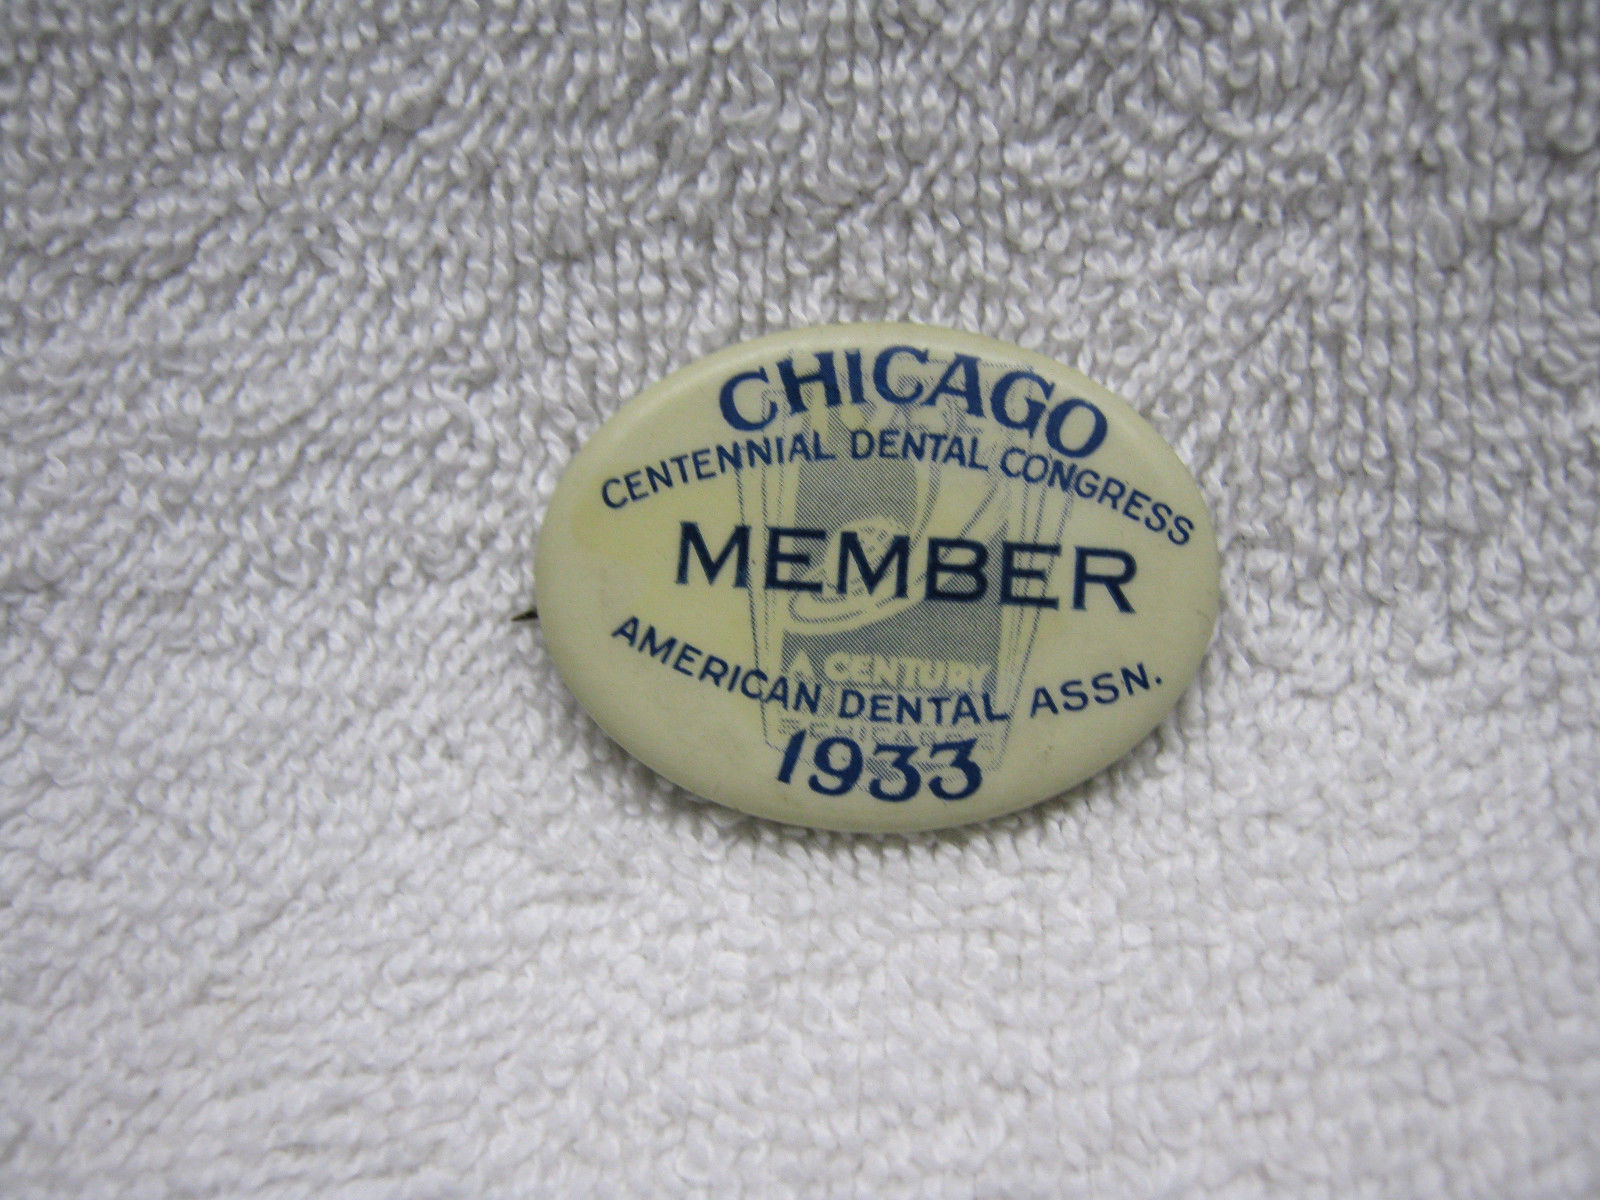 CHICAGO
CENTENNIAL DENTAL CONGRESS
MEMBER
A CENTURY
AMERICAN DENTAL ASSN.
1933